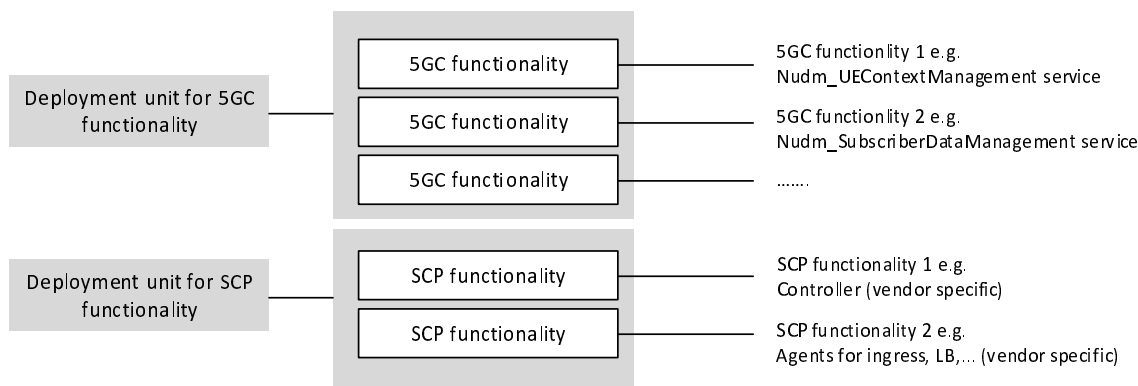 Deployment unit for 5GC
functionality
5GC functionality
5GC functionality
5GC functionality
5GC functionlity 1 e.g.
Nudm_UEContextManagement service
5GC functionlity 2 e.g.
Nudm_SubscriberDataManagement service
.......
Deployment unit for SCP
functionality
SCP functionality
SCP functionality
SCP functionality 1 e.g.
Controller (vendor specific)
SCP functionality 2 e.g.
Agents for ingress, LB,... (vendor specific)